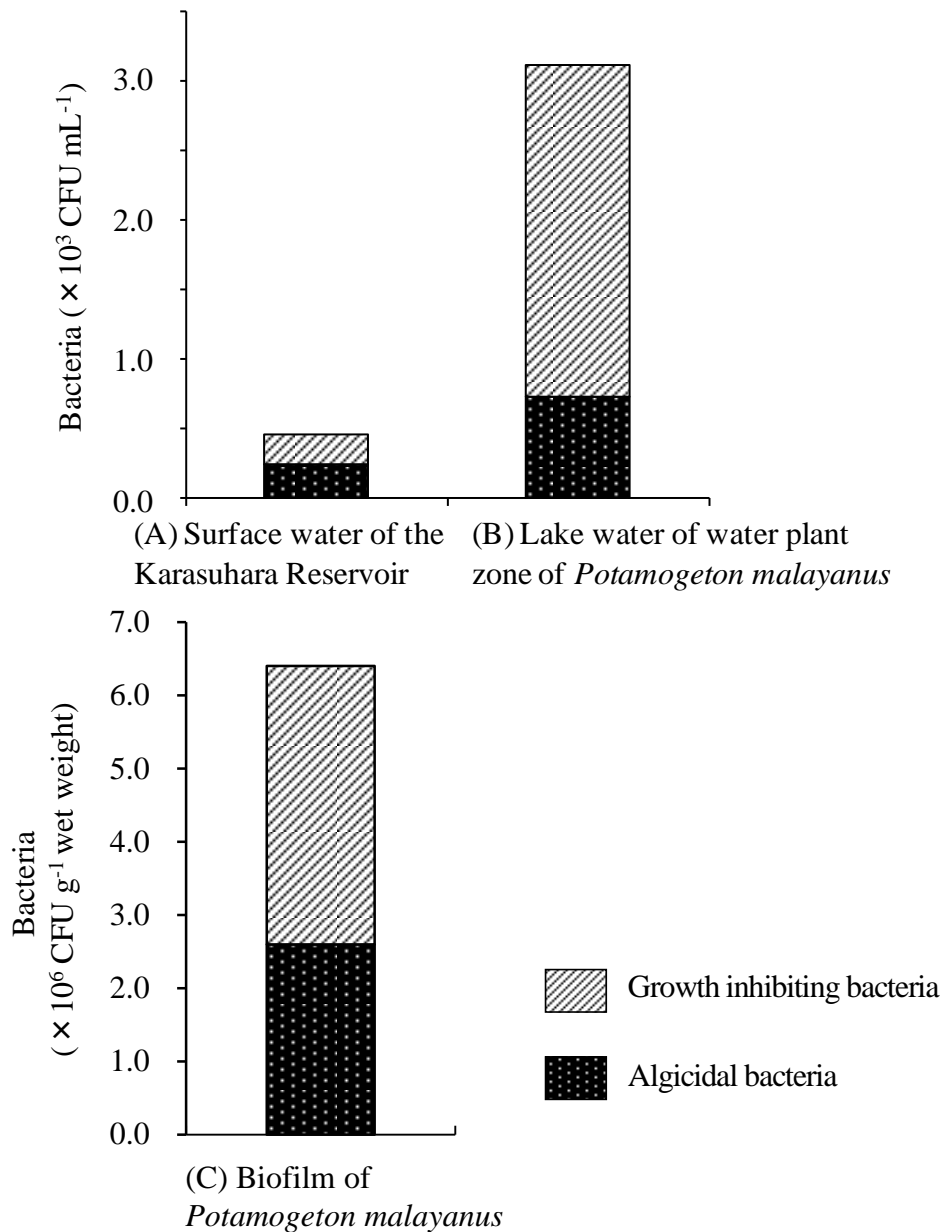 Bacteria ( × 10³ CFU mL⁻¹)
3.0
2.0
1.0
0.0
(A) Surface water of the
Karasuhara Reservoir
(B) Lake water of water plant
zone of Potamogeton malayanus
Bacteria
( × 10⁶ CFU g⁻¹ wet weight)
7.0
6.0
5.0
4.0
3.0
2.0
1.0
0.0
(C) Biofilm of
Potamogeton malayanus
Growth inhibiting bacteria
Algicidal bacteria